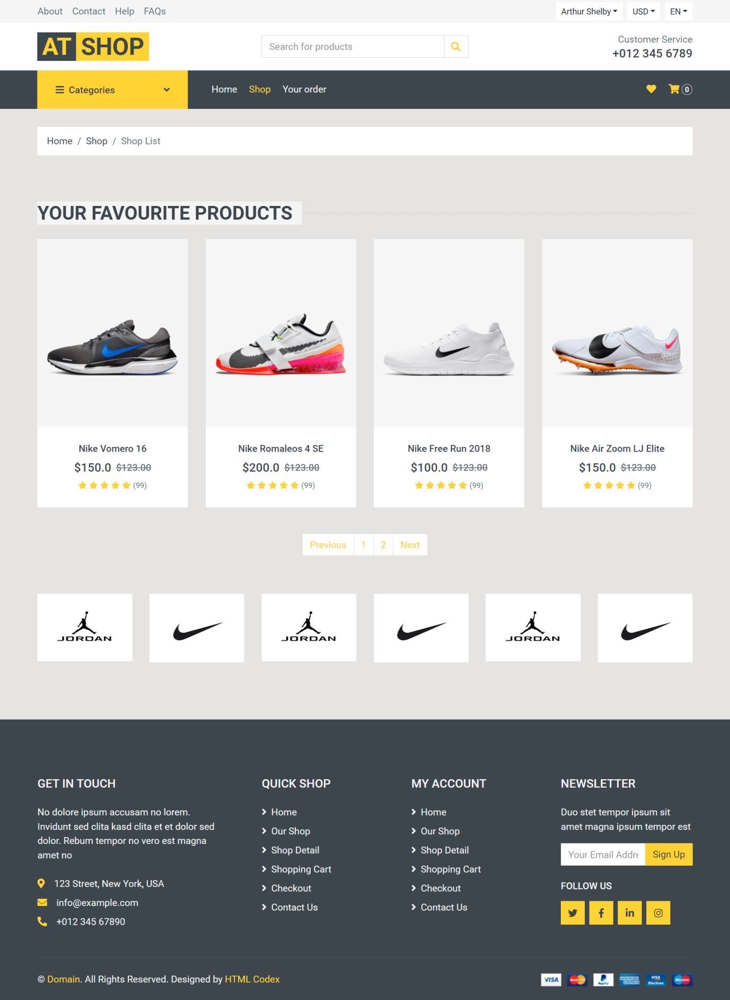 About Contact Help FAQs Arthur Shelby USD EN
AT SHOP
Search for products
Customer Service
+012 345 6789
Categories Home Shop Your order 0
Home / Shop / Shop List
YOUR FAVOURITE PRODUCTS
Nike Vomero 16
$150.0 $123.00
(99)
Nike Romaleos 4 SE
$200.0 $123.00
(99)
Nike Free Run 2018
$100.0 $123.00
(99)
Nike Air Zoom LJ Elite
$150.0 $123.00
(99)
Previous 1 2 Next
JORDAN
JORDAN
JORDAN
GET IN TOUCH
No dolore ipsum accusam no lorem.
Invidunt sed clita kasd clita et et dolor sed
dolor. Rebum tempor no vero est magna
amet no
123 Street, New York, USA
info@example.com
+012 345 67890
QUICK SHOP
Home
Our Shop
Shop Detail
Shopping Cart
Checkout
Contact Us
MY ACCOUNT
Home
Our Shop
Shop Detail
Shopping Cart
Checkout
Contact Us
NEWSLETTER
Duo stet tempor ipsum sit
amet magna ipsum tempor est
Your Email Addre Sign Up
FOLLOW US
© Domain. All Rights Reserved. Designed by HTML Codex
VISA MasterCard PayPal AMERICAN EXPRESS VISA Electron Maestro